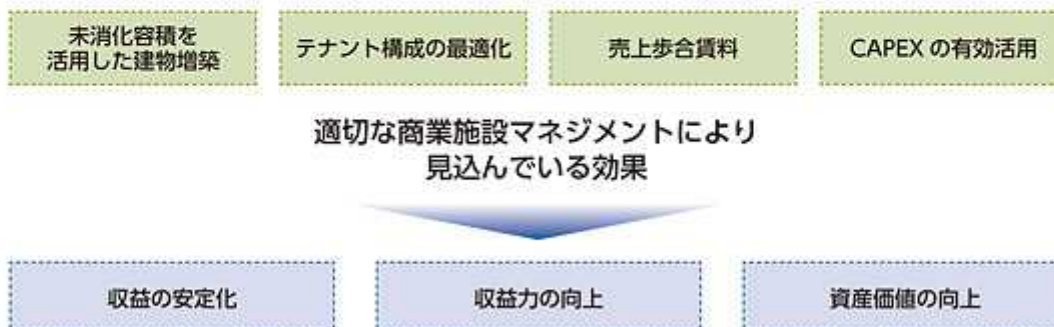 未消化容積を
活用した建物増築
テナント構成の最適化
売上歩合賃料
CAPEX の有効活用
適切な商業施設マネジメントにより
見込んでいる効果
収益の安定化
収益力の向上
資産価値の向上